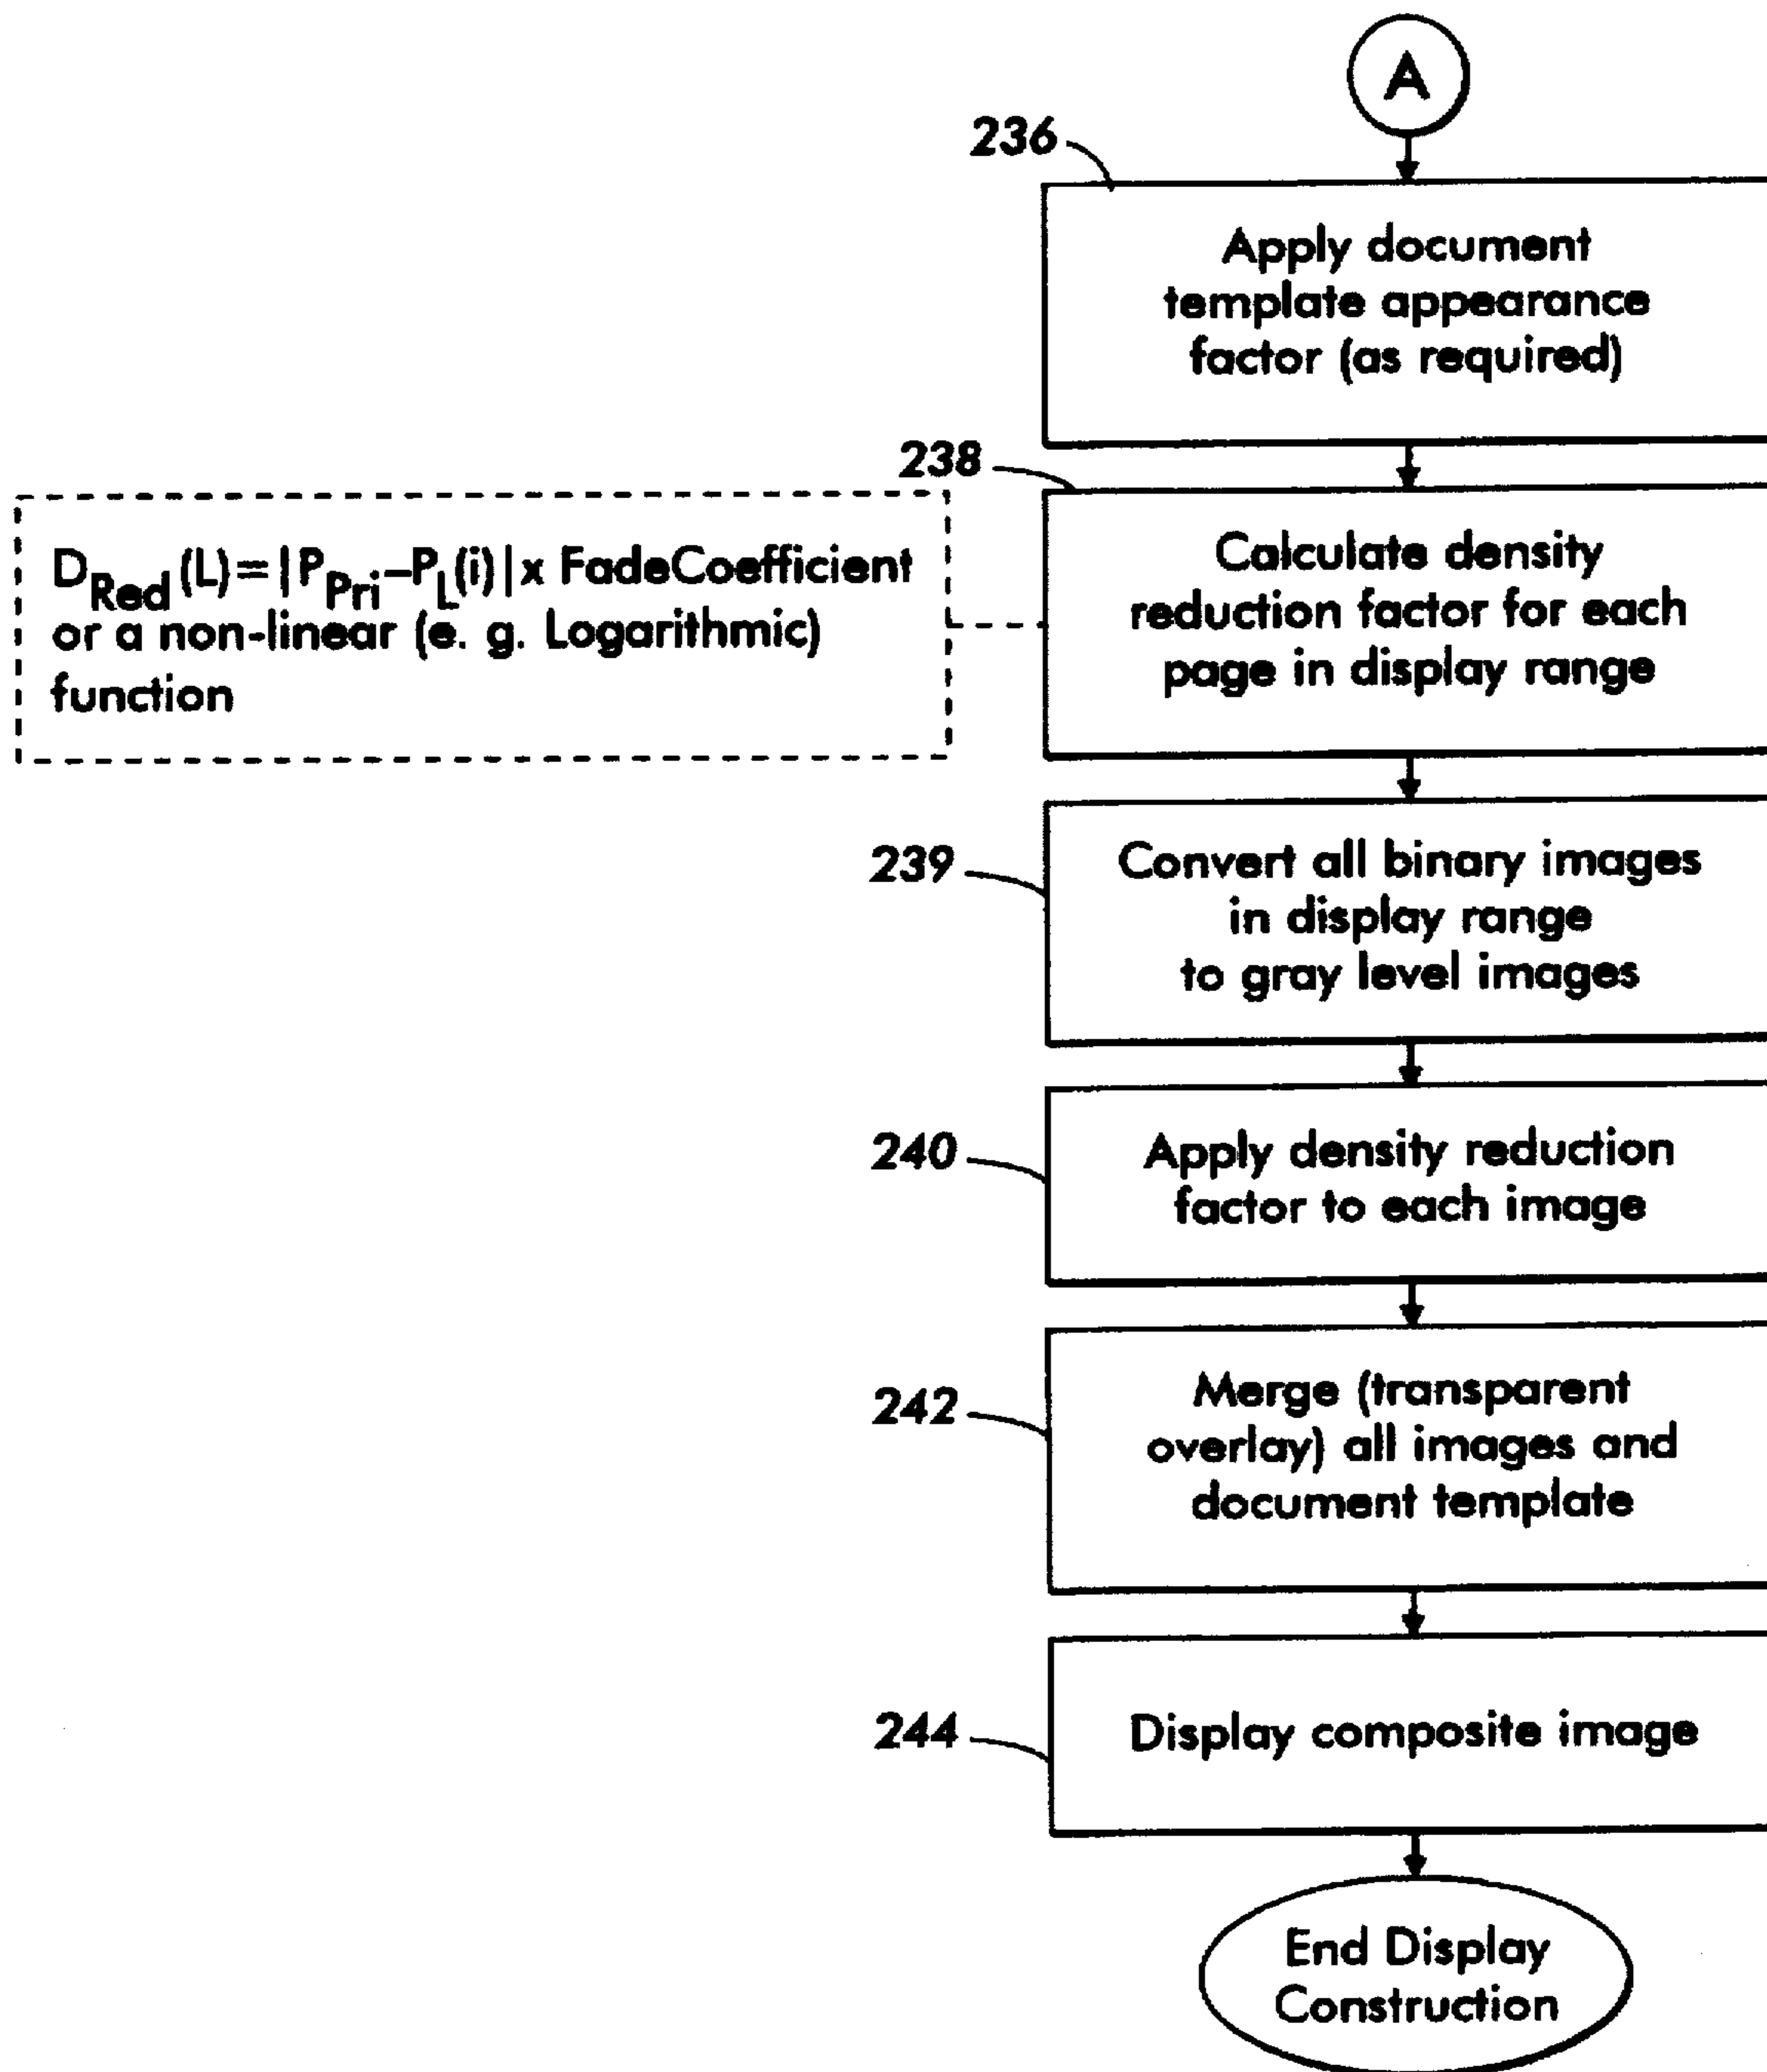 A
236
Apply document
template appearance
factor (as required)
238
D_Red (L)=|P_Pri–P_L(i)|x FadeCoefficient
or a non-linear (e. g. Logarithmic)
function
Calculate density
reduction factor for each
page in display range
239
Convert all binary images
in display range
to gray level images
240
Apply density reduction
factor to each image
242
Merge (transparent
overlay) all images and
document template
244
Display composite image
End Display
Construction